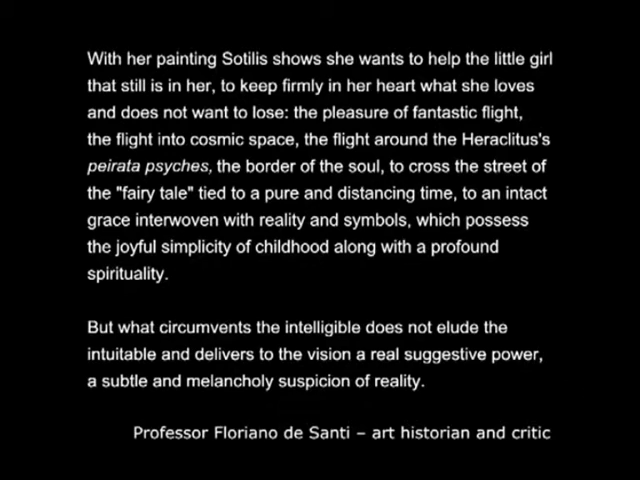 With her painting Sotilis shows she wants to help the little girl
that still is in her, to keep firmly in her heart what she loves
and does not want to lose: the pleasure of fantastic flight,
the flight into cosmic space, the flight around the Heraclitus's
peirata psyches, the border of the soul, to cross the street of
the "fairy tale" tied to a pure and distancing time, to an intact
grace interwoven with reality and symbols, which possess
the joyful simplicity of childhood along with a profound
spirituality.
But what circumvents the intelligible does not elude the
intuitable and delivers to the vision a real suggestive power,
a subtle and melancholy suspicion of reality.
Professor Floriano de Santi – art historian and critic